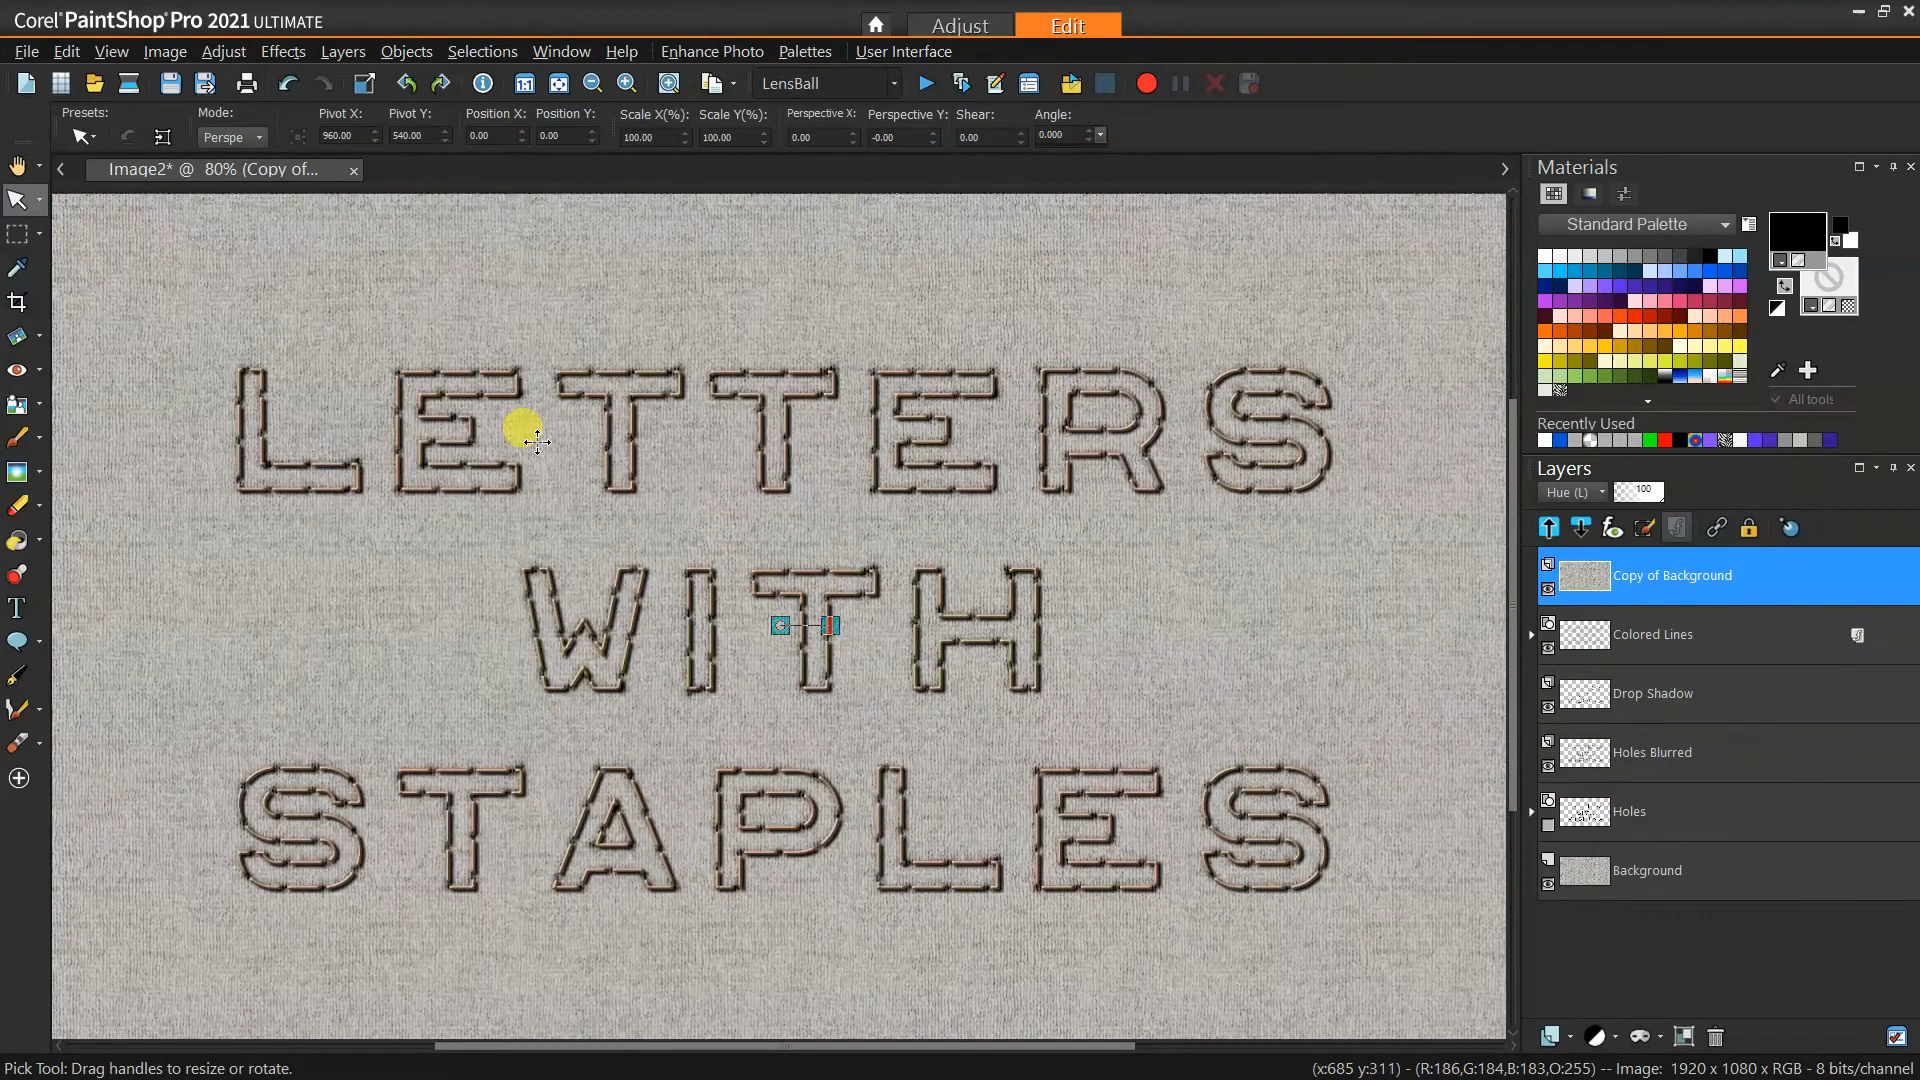 Corel PaintShop Pro 2021 ULTIMATE
Adjust
Edit
File Edit View Image Adjust Effects Layers Objects Selections Window Help Enhance Photo Palettes User Interface
1:1
LensBall
Presets:
Mode:
Pivot X:
Pivot Y:
Position X:
Position Y:
Scale X(%):
Scale Y(%):
Perspective X:
Perspective Y:
Shear:
Angle:
Perspe
960.00
540.00
0.00
0.00
100.00
100.00
0.00
-0.00
0.00
0.000
Image2* @ 80% (Copy of...
LETTERS
WITH
STAPLES
Materials
Standard Palette
All tools
Recently Used
Layers
Hue (L)
100
Copy of Background
Colored Lines
Drop Shadow
Holes Blurred
Holes
Background
Pick Tool: Drag handles to resize or rotate.
(x:685 y:311) - (R:186,G:184,B:183,O:255) -- Image: 1920 x 1080 x RGB - 8 bits/channel